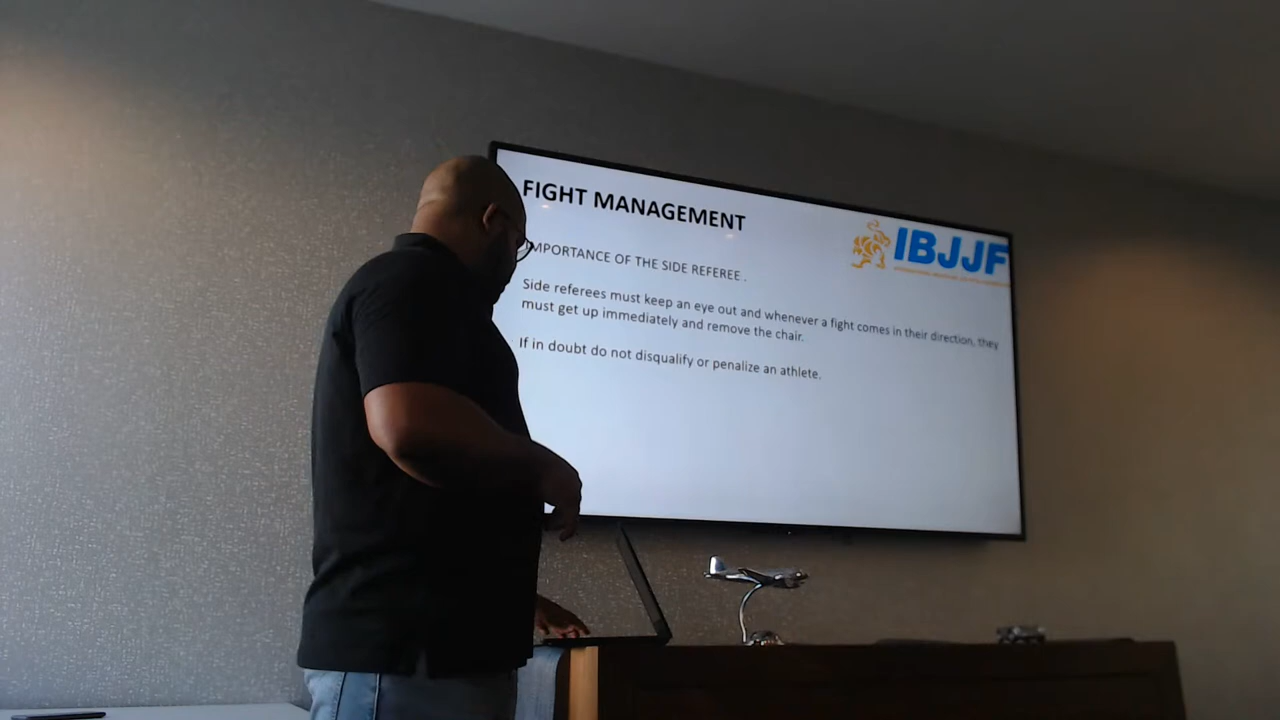 FIGHT MANAGEMENT
IBJJF
IMPORTANCE OF THE SIDE REFEREE .
Side referees must keep an eye out and whenever a fight comes in their direction, they
must get up immediately and remove the chair.
If in doubt do not disqualify or penalize an athlete.